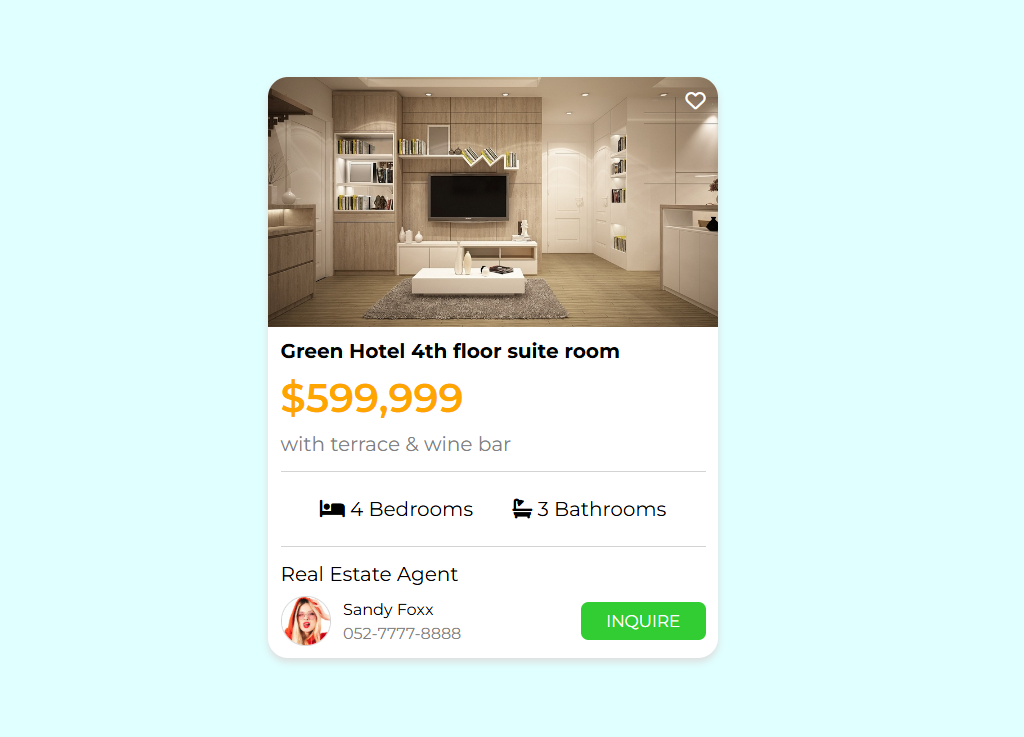 Green Hotel 4th floor suite room
$599,999
with terrace & wine bar
4 Bedrooms 3 Bathrooms
Real Estate Agent
Sandy Foxx
052-7777-8888
INQUIRE